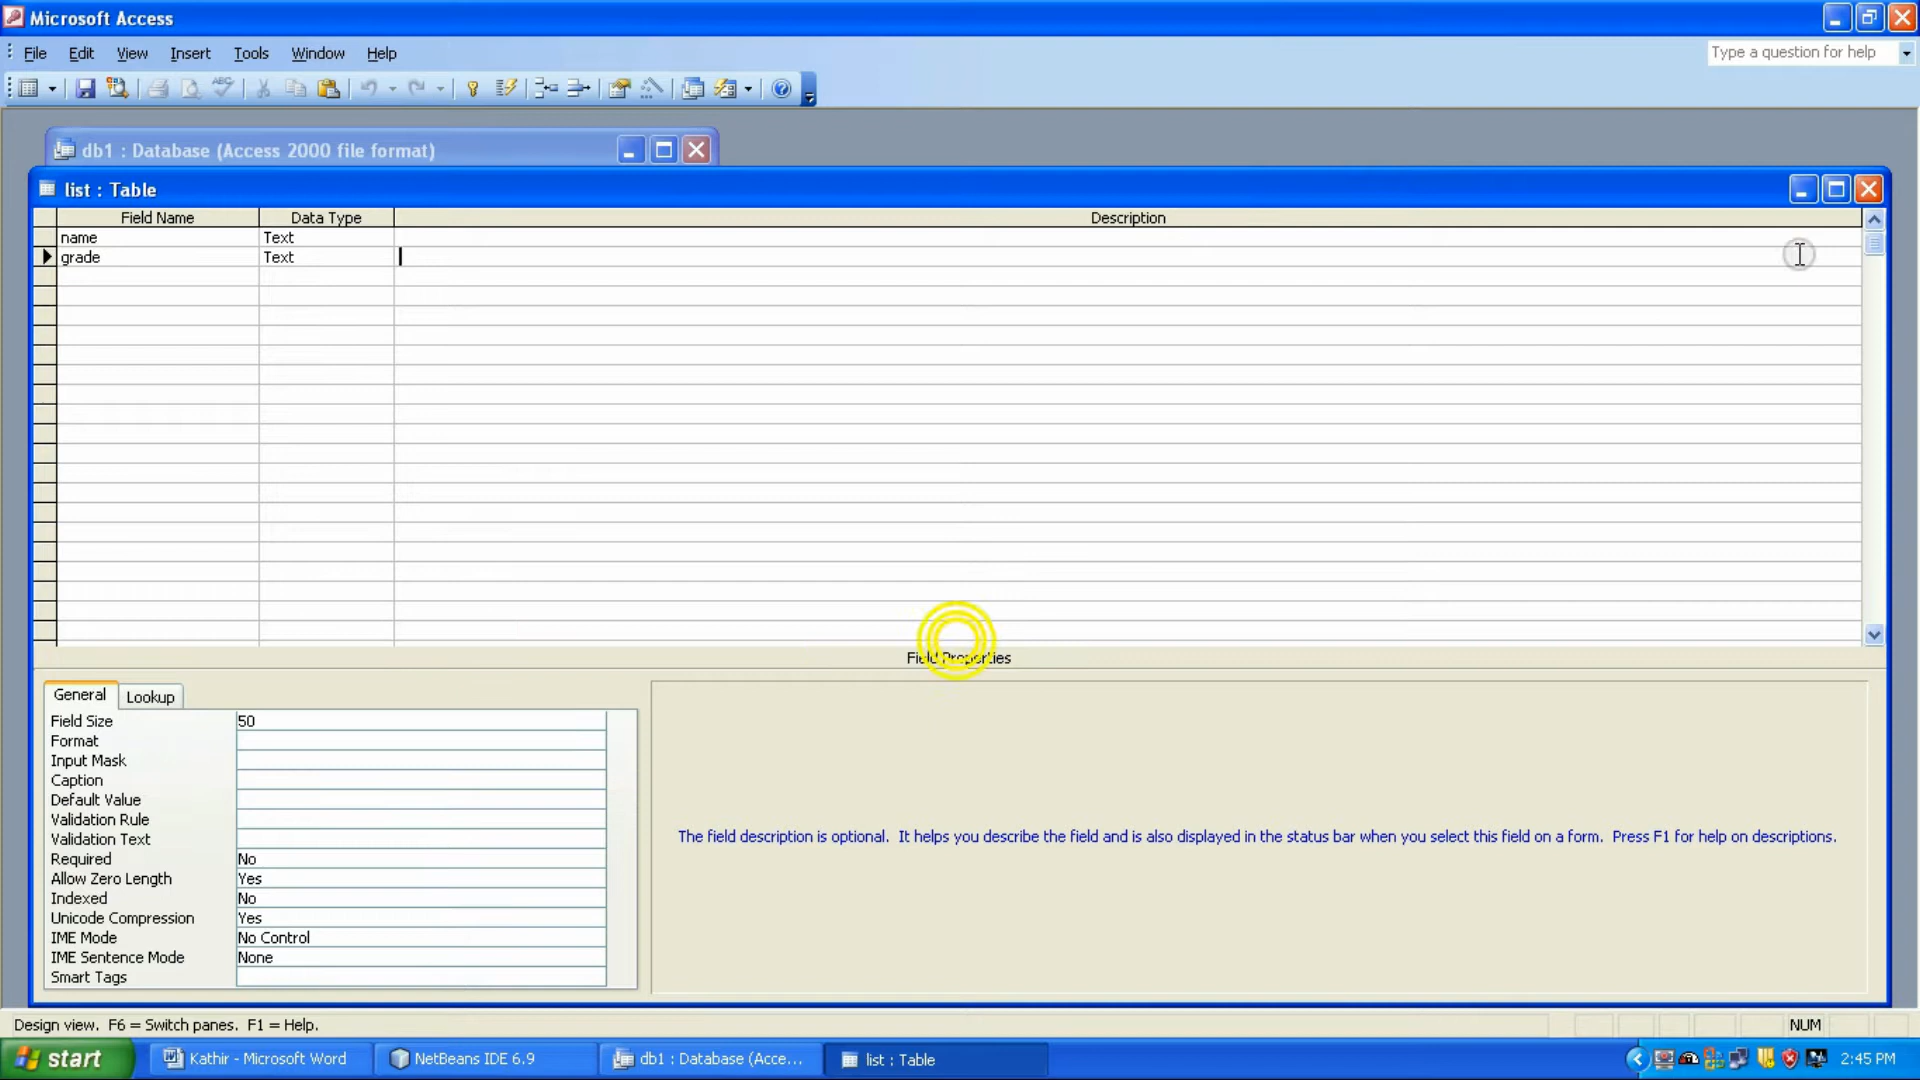 Microsoft Access
File Edit View Insert Tools Window Help
Type a question for help
db1 : Database (Access 2000 file format)
list : Table
Field Name Data Type Description
name Text
grade Text
Field Properties
General Lookup
Field Size 50
Format
Input Mask
Caption
Default Value
Validation Rule
Validation Text
Required No
Allow Zero Length Yes
Indexed No
Unicode Compression Yes
IME Mode No Control
IME Sentence Mode None
Smart Tags
The field description is optional. It helps you describe the field and is also displayed in the status bar when you select this field on a form. Press F1 for help on descriptions.
Design view. F6 = Switch panes. F1 = Help.
NUM
start Kathir - Microsoft Word NetBeans IDE 6.9 db1 : Database (Acce... list : Table 2:45 PM